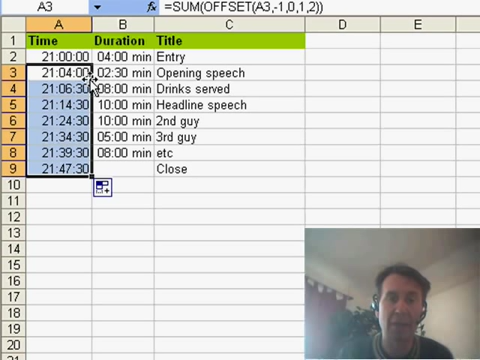 A3 fx =SUM(OFFSET(A3,-1,0,1,2))
A B C D E
1 Time Duration Title
2 21:00:00 04:00 min Entry
3 21:04:00 02:30 min Opening speech
4 21:06:30 08:00 min Drinks served
5 21:14:30 10:00 min Headline speech
6 21:24:30 10:00 min 2nd guy
7 21:34:30 05:00 min 3rd guy
8 21:39:30 08:00 min etc
9 21:47:30 Close
10
11
12
13
14
15
16
17
18
19
20